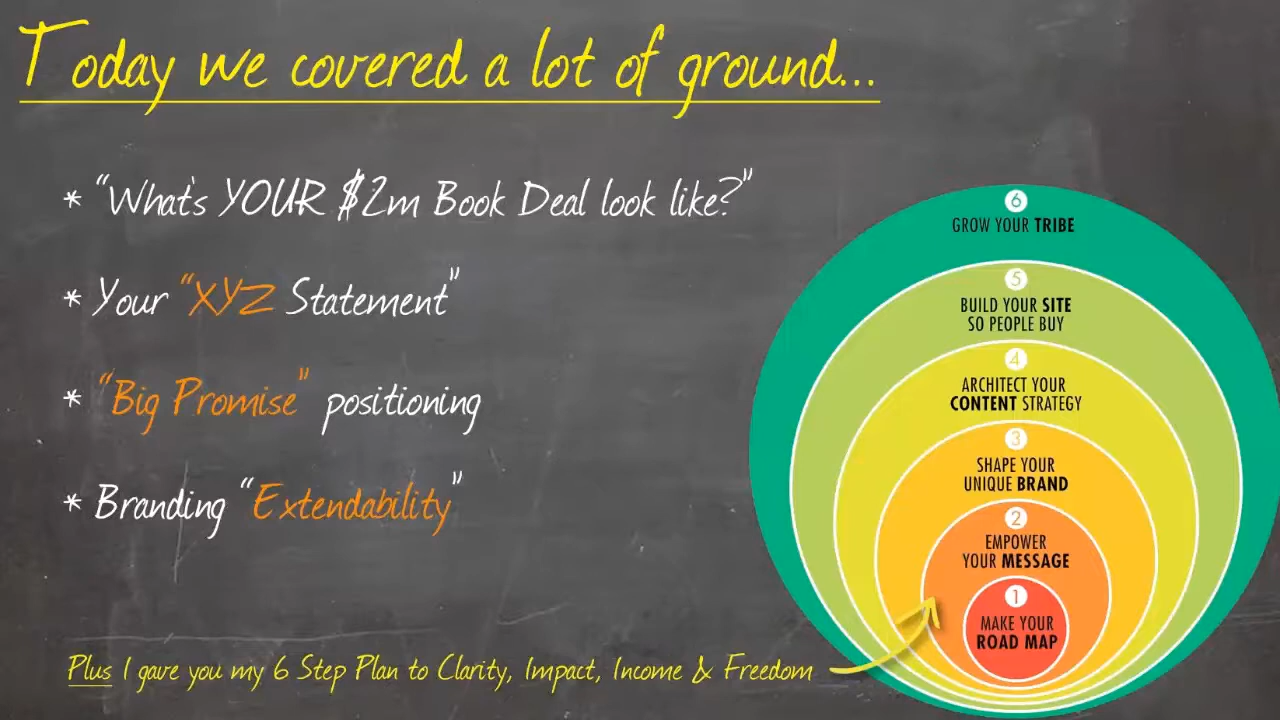 Today we covered a lot of ground...
* "What's YOUR $2m Book Deal look like?"
* Your "XYZ Statement"
* "Big Promise" positioning
* Branding "Extendability"
Plus I gave you my 6 Step Plan to Clarity, Impact, Income & Freedom
6
GROW YOUR TRIBE
5
BUILD YOUR SITE
SO PEOPLE BUY
4
ARCHITECT YOUR
CONTENT STRATEGY
3
SHAPE YOUR
UNIQUE BRAND
2
EMPOWER
YOUR MESSAGE
1
MAKE YOUR
ROAD MAP